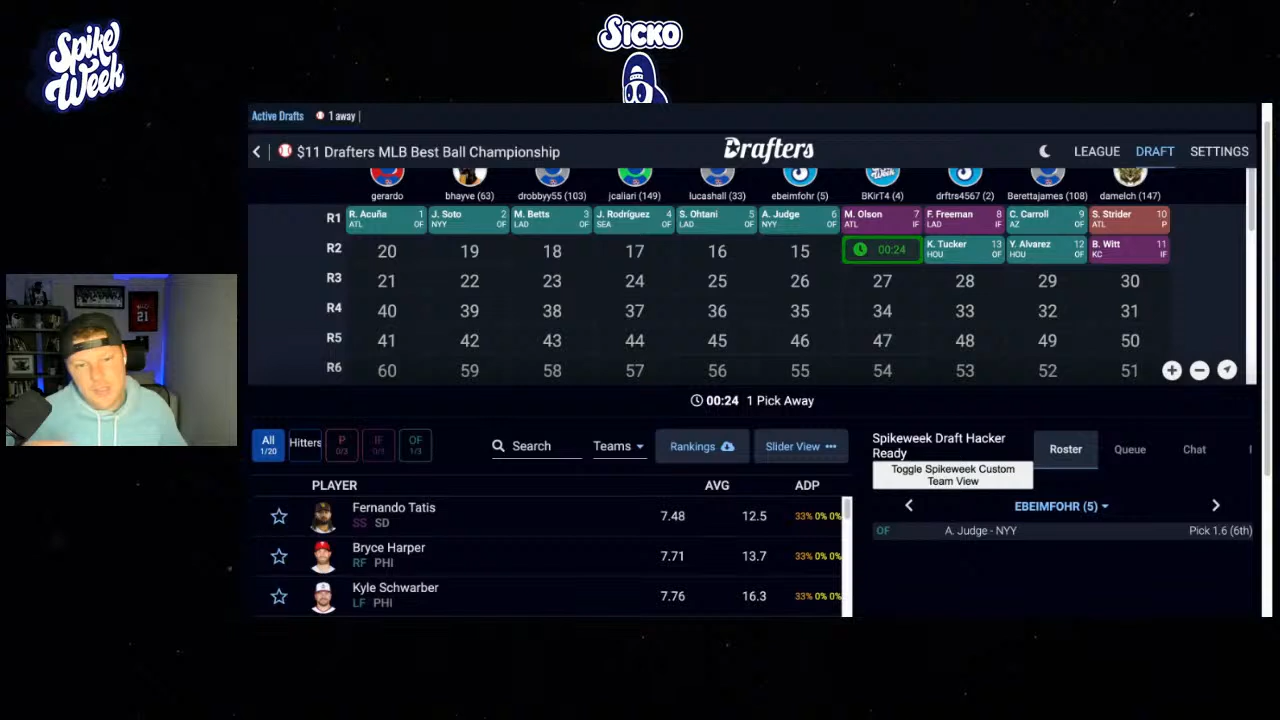 Spike Week
Sicko
Active Drafts 1 away
$11 Drafters MLB Best Ball Championship
Drafters
LEAGUE DRAFT SETTINGS
gerardo bhayve (63) drobby55 (103) jcaliari (149) lucashall (33) ebeimfohr (5) BKirT4 (4) drftrs4567 (2) Berettajames (108) damelch (147)
R1 R. Acuña 1 J. Soto 2 M. Betts 3 J. Rodríguez 4 S. Ohtani 5 A. Judge 6 M. Olson 7 F. Freeman 8 C. Carroll 9 S. Strider 10
ATL OF NYY OF LAD OF SEA OF LAD OF NYY OF ATL IF LAD IF AZ OF ATL P
R2 20 19 18 17 16 15 00:24 K. Tucker 13 Y. Alvarez 12 B. Witt 11
HOU OF HOU OF KC IF
R3 21 22 23 24 25 26 27 28 29 30
R4 40 39 38 37 36 35 34 33 32 31
R5 41 42 43 44 45 46 47 48 49 50
R6 60 59 58 57 56 55 54 53 52 51
00:24 1 Pick Away
All Hitters P IF OF
1/20 0/3 0/3 1/3
Search Teams Rankings Slider View
Spikeweek Draft Hacker
Ready
Toggle Spikeweek Custom
Team View
Roster Queue Chat
PLAYER AVG ADP
EBEIMFOHR (5)
OF A. Judge - NYY Pick 1.6 (6th)
Fernando Tatis
SS SD
7.48 12.5 33% 0% 0%
Bryce Harper
RF PHI
7.71 13.7 33% 0% 0%
Kyle Schwarber
LF PHI
7.76 16.3 33% 0% 0%
21